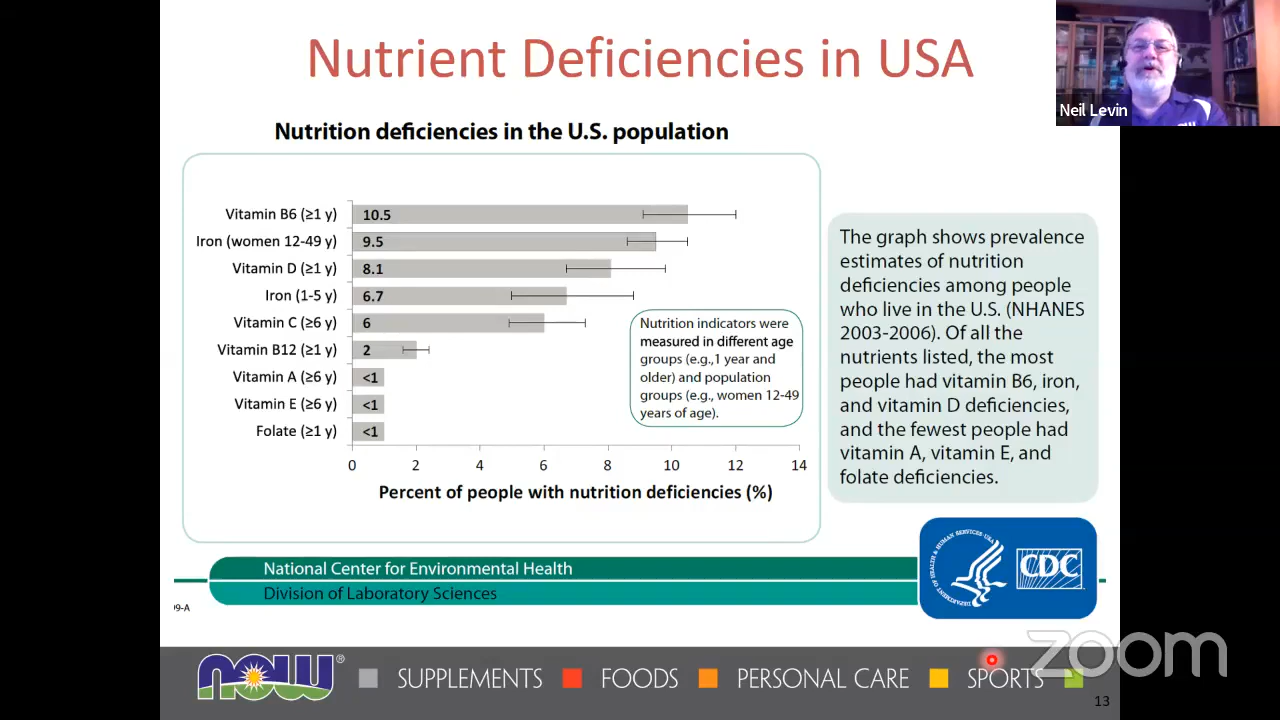 Nutrient Deficiencies in USA
Neil Levin
Nutrition deficiencies in the U.S. population
Vitamin B6 (≥1 y) 10.5
Iron (women 12-49 y) 9.5
Vitamin D (≥1 y) 8.1
Iron (1-5 y) 6.7
Vitamin C (≥6 y) 6
Vitamin B12 (≥1 y) 2
Vitamin A (≥6 y) <1
Vitamin E (≥6 y) <1
Folate (≥1 y) <1
0 2 4 6 8 10 12 14
Percent of people with nutrition deficiencies (%)
Nutrition indicators were
measured in different age
groups (e.g.,1 year and
older) and population
groups (e.g., women 12-49
years of age).
The graph shows prevalence
estimates of nutrition
deficiencies among people
who live in the U.S. (NHANES
2003-2006). Of all the
nutrients listed, the most
people had vitamin B6, iron,
and vitamin D deficiencies,
and the fewest people had
vitamin A, vitamin E, and
folate deficiencies.
National Center for Environmental Health
Division of Laboratory Sciences
DEPARTMENT OF HEALTH & HUMAN SERVICES·USA
CDC
99-A
now® SUPPLEMENTS FOODS PERSONAL CARE SPORTS
zoom
13